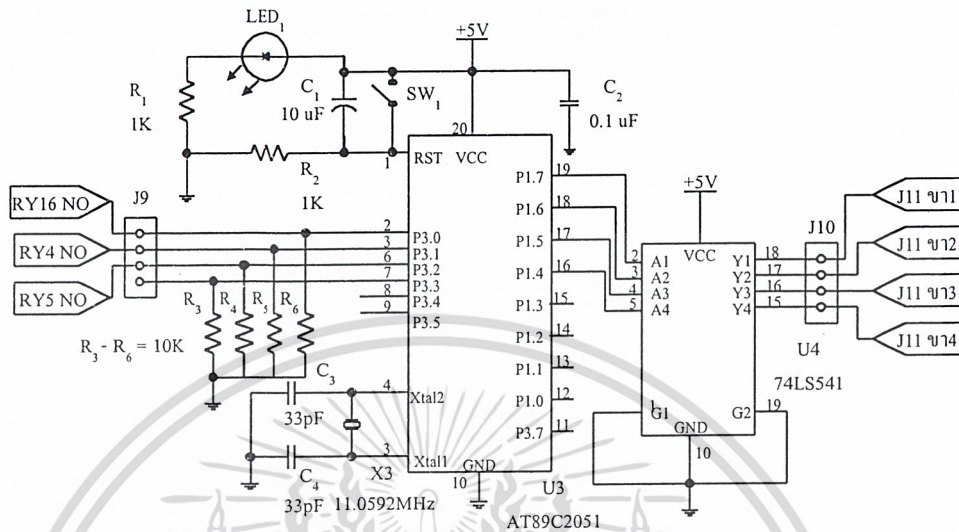 LED1
+5V
R1
1K
C1
10 uF
SW1
C2
0.1 uF
R2
1K
20
1
RST
VCC
J9
RY16 NO
RY4 NO
RY5 NO
2
3
6
7
8
9
P3.0
P3.1
P3.2
P3.3
P3.4
P3.5
R3
R4
R5
R6
R3 - R6 = 10K
P1.7
P1.6
P1.5
P1.4
P1.3
P1.2
P1.1
P1.0
P3.7
19
18
17
16
15
14
13
12
11
C3
33pF
4
Xtal2
3
Xtal1
C4
33pF
X3
11.0592MHz
GND
10
U3
AT89C2051
+5V
VCC
2
3
4
5
A1
A2
A3
A4
Y1
Y2
Y3
Y4
18
17
16
15
J10
J11 ขา1
J11 ขา2
J11 ขา3
J11 ขา4
U4
74LS541
1
G1
G2
19
GND
10